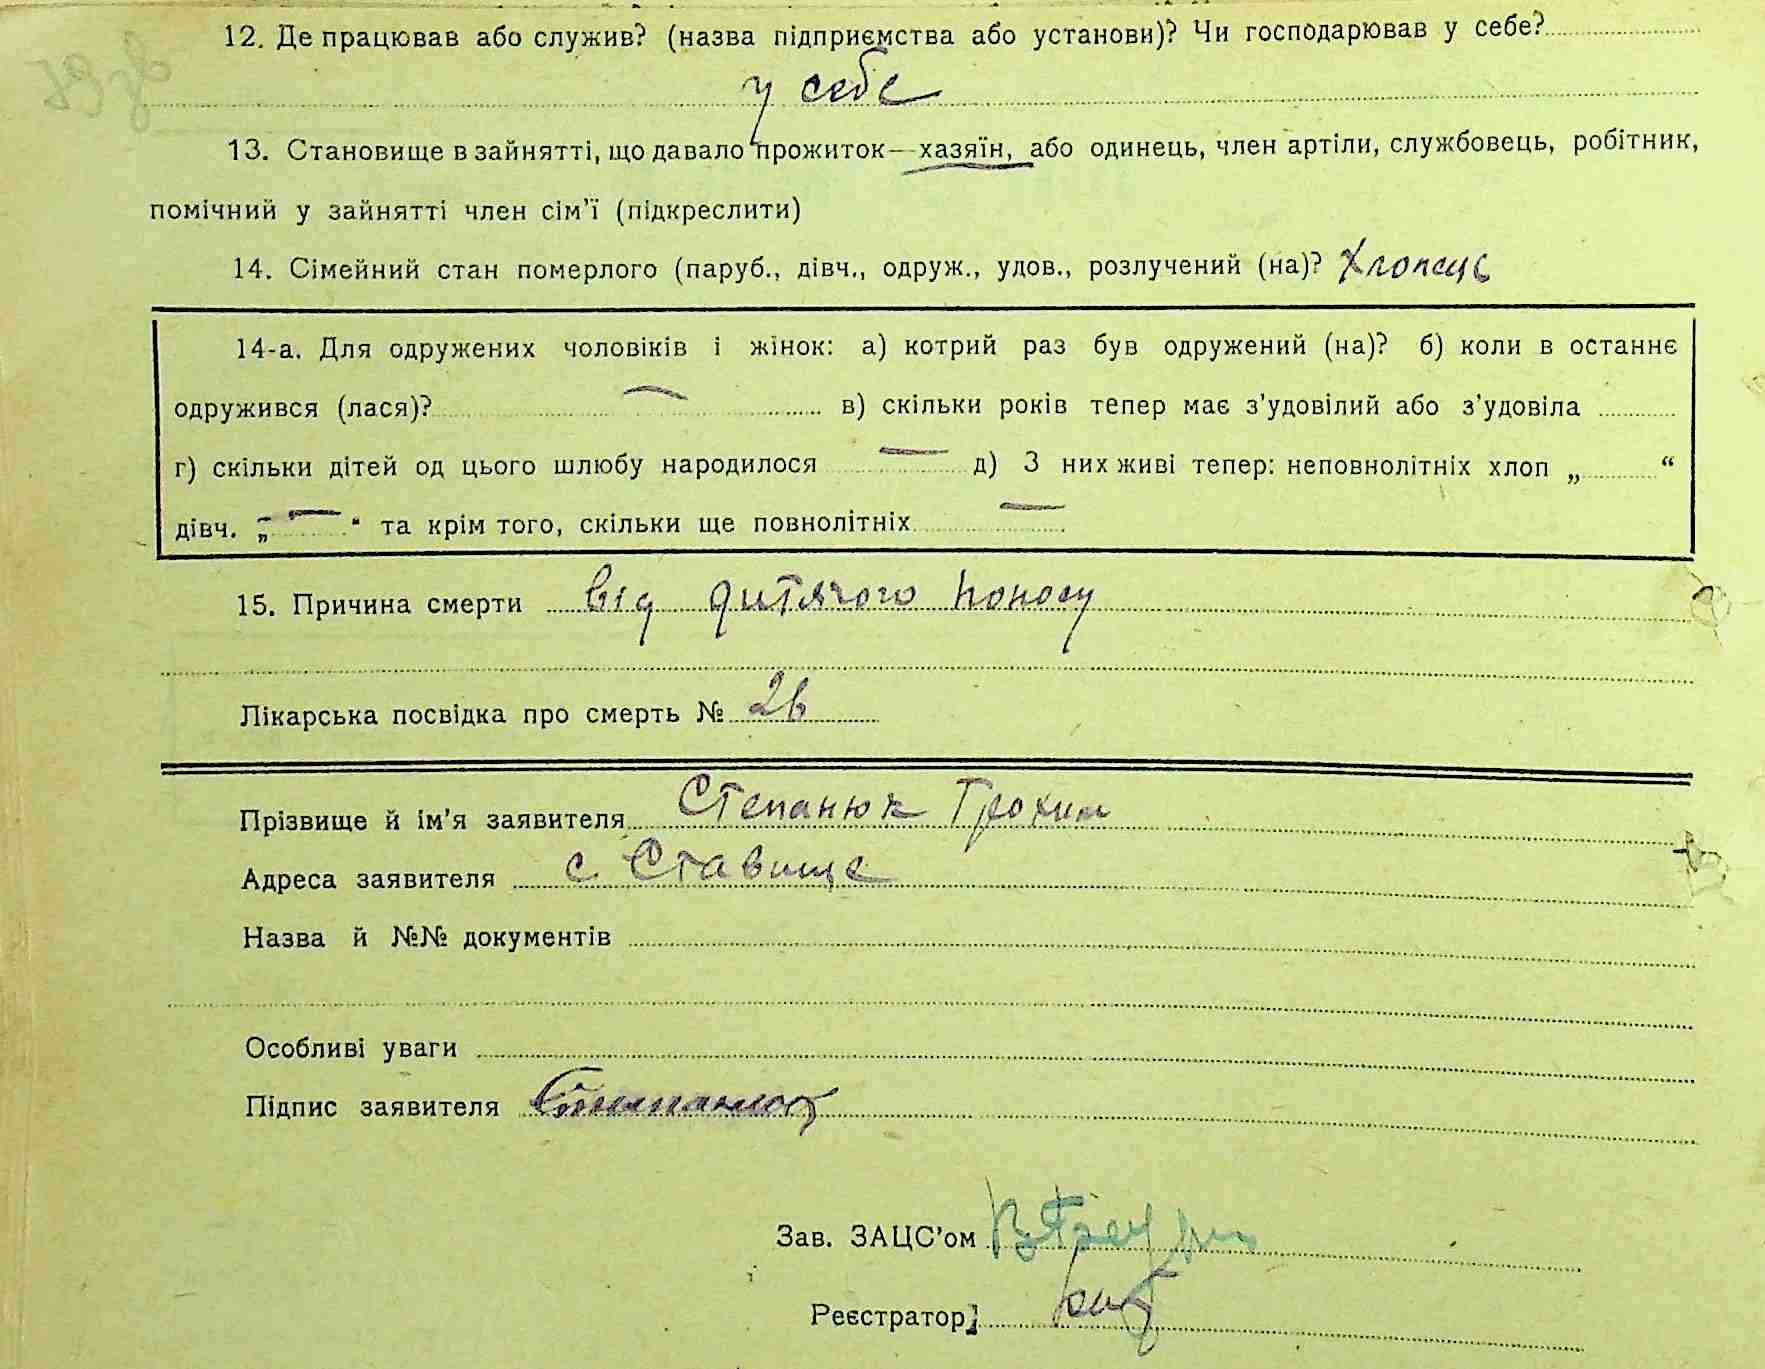 12. Де працював або служив? (назва підприємства або установи)? Чи господарював у себе?
у себе
13. Становище в зайнятті, що давало прожиток—хазяїн, або одинець, член артіли, службовець, робітник,
помічний у зайнятті член сім’ї (підкреслити)
14. Сімейний стан померлого (паруб., дівч., одруж., удов., розлучений (на)? Хлопець
14-а. Для одружених чоловіків і жінок: а) котрий раз був одружений (на)? б) коли в останнє
одружився (лася)? — в) скільки років тепер має з’удовілий або з’удовіла
г) скільки дітей од цього шлюбу народилося — д) З них живі тепер: неповнолітніх хлоп „ “
дівч. „ — “ та крім того, скільки ще повнолітніх —
15. Причина смерти від дитячого поносу
Лікарська посвідка про смерть №
Прізвище й ім’я заявителя Степанюк Трохим
Адреса заявителя с. Ставище
Назва й №№ документів
Особливі уваги
Підпис заявителя
Зав. ЗАЦС’ом
Реєстратор